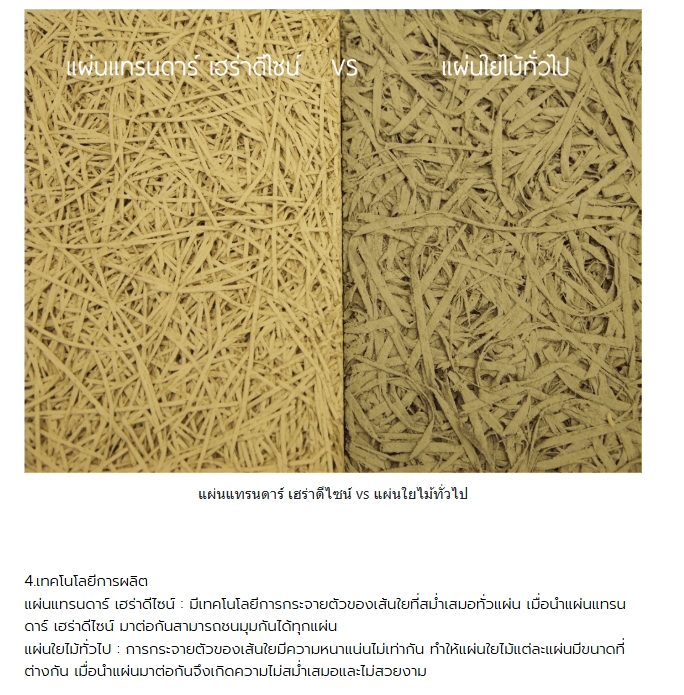 แผ่นแทรนดาร์ เฮร่าดีไซน์ VS แผ่นใยไม้ทั่วไป
แผ่นแทรนดาร์ เฮร่าดีไซน์ vs แผ่นใยไม้ทั่วไป
4.เทคโนโลยีการผลิต
แผ่นแทรนดาร์ เฮร่าดีไซน์ : มีเทคโนโลยีการกระจายตัวของเส้นใยที่สม่ำเสมอทั่วแผ่น เมื่อนำแผ่นแทรน
ดาร์ เฮร่าดีไซน์ มาต่อกันสามารถชนมุมกันได้ทุกแผ่น
แผ่นใยไม้ทั่วไป : การกระจายตัวของเส้นใยมีความหนาแน่นไม่เท่ากัน ทำให้แผ่นใยไม้แต่ละแผ่นมีขนาดที่
ต่างกัน เมื่อนำแผ่นมาต่อกันจึงเกิดความไม่สม่ำเสมอและไม่สวยงาม